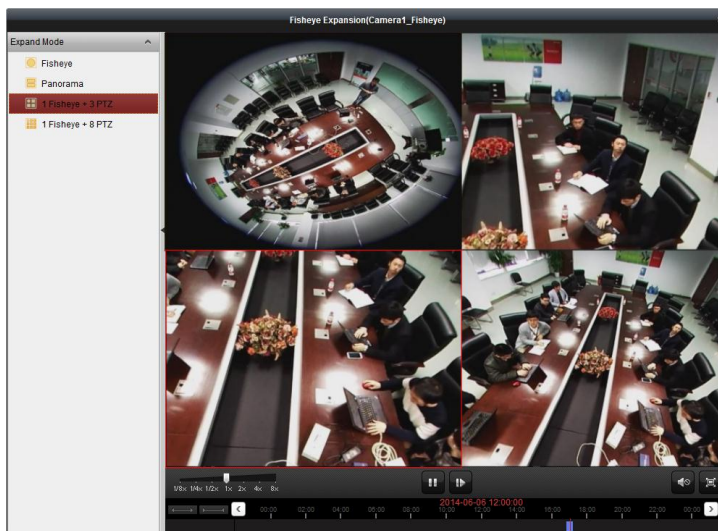 Fisheye Expansion(Camera1_Fisheye)
Expand Mode
Fisheye
Panorama
1 Fisheye + 3 PTZ
1 Fisheye + 8 PTZ
1/8x 1/4x 1/2x 1x 2x 4x 8x
2014-06-06 12:00:00
00:00 02:00 04:00 06:00 08:00 10:00 12:00 14:00 16:00 18:00 20:00 22:00 00:00